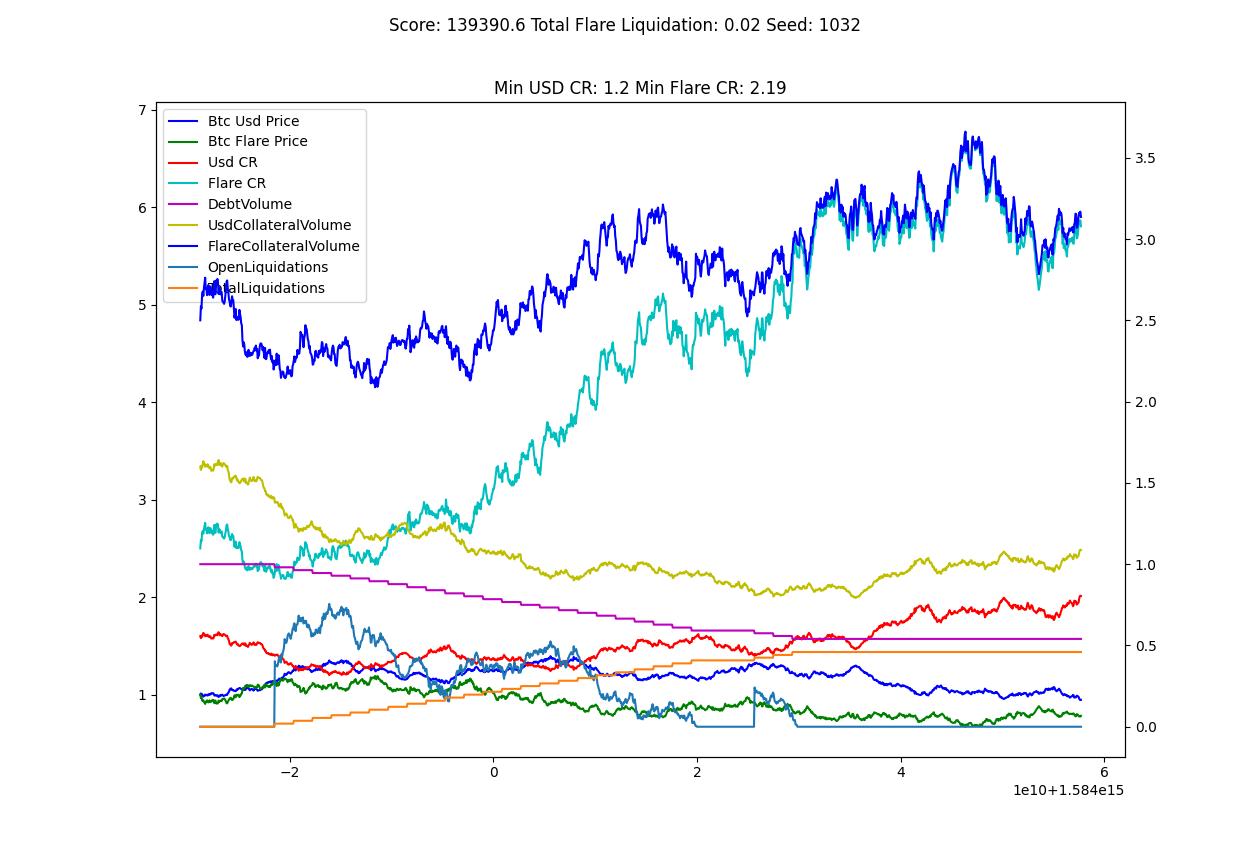 Score: 139390.6 Total Flare Liquidation: 0.02 Seed: 1032
Min USD CR: 1.2 Min Flare CR: 2.19
Btc Usd Price
Btc Flare Price
Usd CR
Flare CR
DebtVolume
UsdCollateralVolume
FlareCollateralVolume
OpenLiquidations
TotalLiquidations
7
6
5
4
3
2
1
3.5
3.0
2.5
2.0
1.5
1.0
0.5
0.0
−2
0
2
4
6
1e10+1.584e15